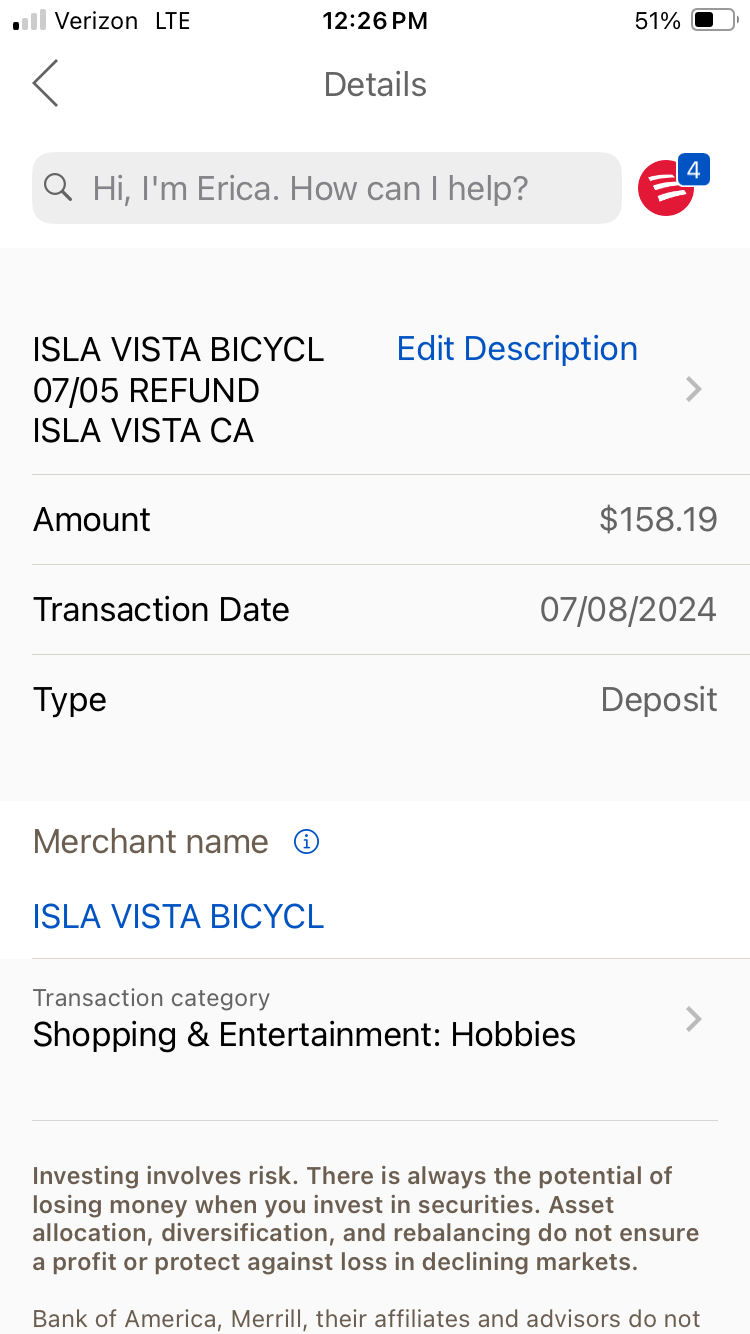 Verizon LTE 12:26 PM 51%
Details
Hi, I'm Erica. How can I help?
4
ISLA VISTA BICYCL
07/05 REFUND
ISLA VISTA CA
Edit Description
Amount $158.19
Transaction Date 07/08/2024
Type Deposit
Merchant name
ISLA VISTA BICYCL
Transaction category
Shopping & Entertainment: Hobbies
Investing involves risk. There is always the potential of
losing money when you invest in securities. Asset
allocation, diversification, and rebalancing do not ensure
a profit or protect against loss in declining markets.
Bank of America, Merrill, their affiliates and advisors do not